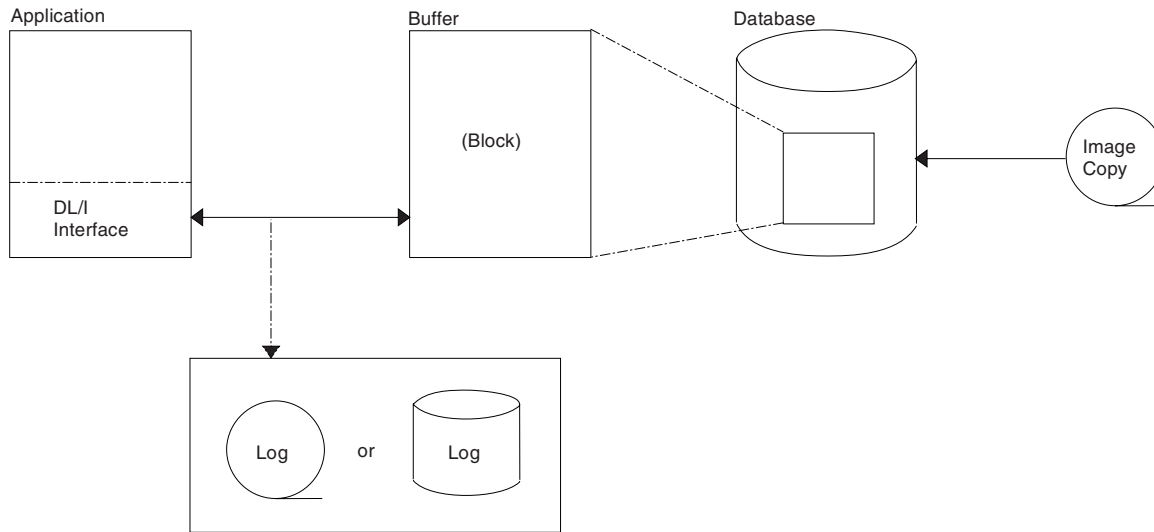 Application
Buffer
Database
(Block)
Image
Copy
DL/I
Interface
Log
or
Log